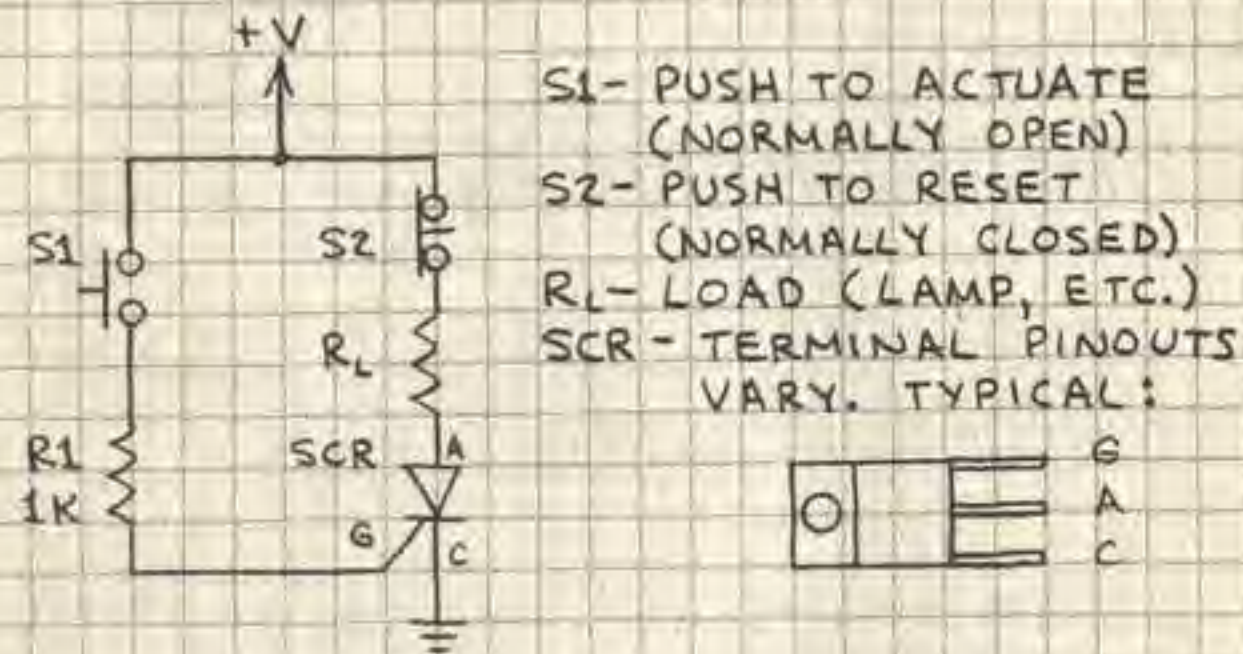 +V
S1- PUSH TO ACTUATE
(NORMALLY OPEN)
S2- PUSH TO RESET
(NORMALLY CLOSED)
RL- LOAD (LAMP, ETC.)
SCR - TERMINAL PINOUTS
VARY. TYPICAL:
S1
S2
RL
R1
1K
SCR
A
G
C
G
A
C